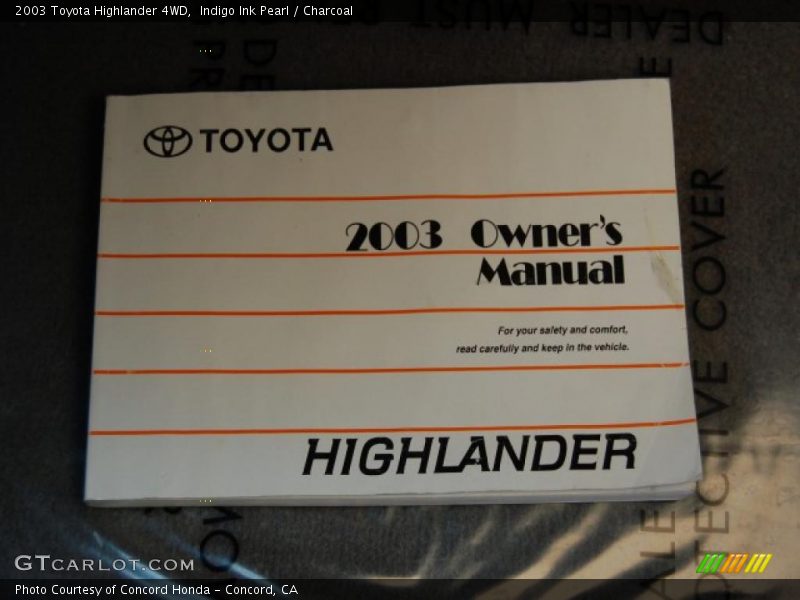 2003 Toyota Highlander 4WD,  Indigo Ink Pearl / Charcoal
DEALER MUST
TOYOTA
2003 Owner's
Manual
For your safety and comfort,
read carefully and keep in the vehicle.
HIGHLANDER
COVER
GTCARLOT.COM
Photo Courtesy of Concord Honda – Concord, CA